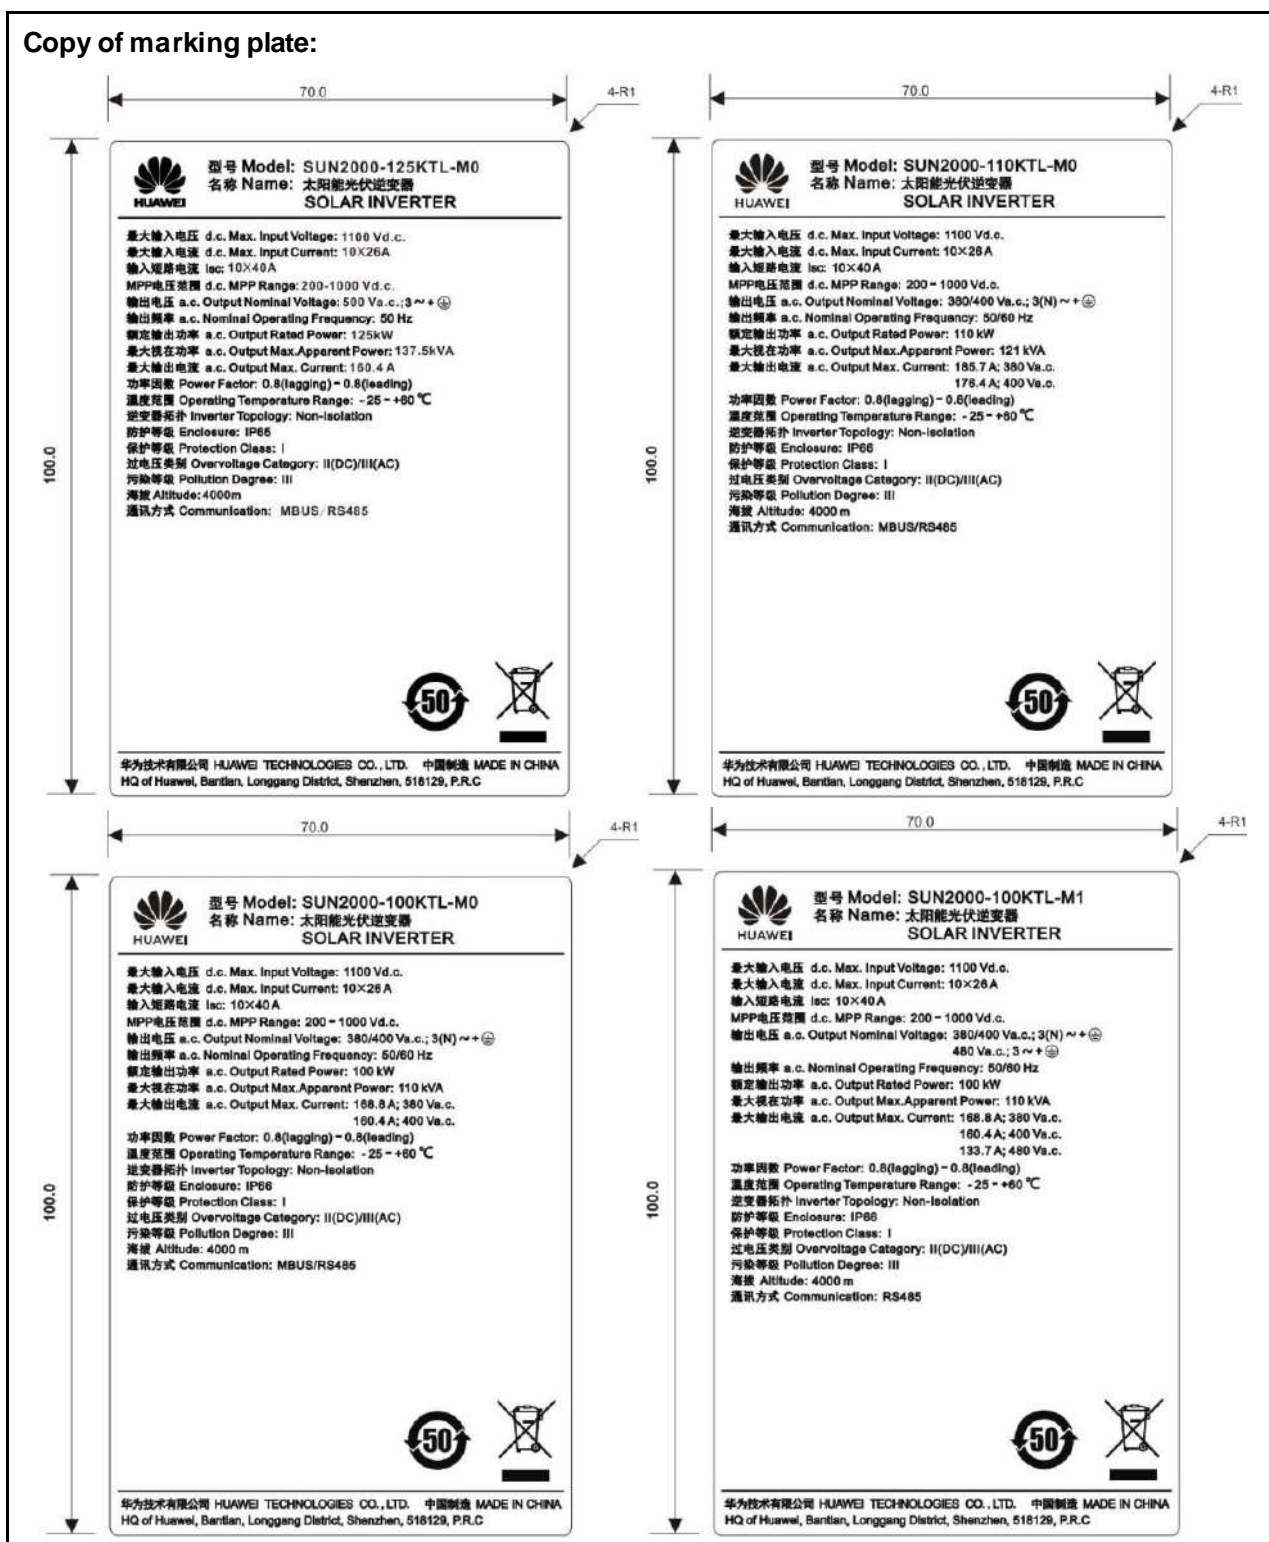 Copy of marking plate:
70.0
4-R1
100.0
HUAWEI
型号 Model: SUN2000-125KTL-M0
名称 Name: 太阳能光伏逆变器
SOLAR INVERTER
最大输入电压 d.c. Max. Input Voltage: 1100 Vd.c.
最大输入电流 d.c. Max. Input Current: 10×26A
输入短路电流 Isc: 10×40A
MPP电压范围 d.c. MPP Range: 200-1000 Vd.c.
输出电压 a.c. Output Nominal Voltage: 500 Va.c.;3~+⏚
输出频率 a.c. Nominal Operating Frequency: 50 Hz
额定输出功率 a.c. Output Rated Power: 125kW
最大视在功率 a.c. Output Max.Apparent Power: 137.5kVA
最大输出电流 a.c. Output Max. Current: 160.4 A
功率因数 Power Factor: 0.8(lagging)~0.8(leading)
温度范围 Operating Temperature Range: -25~+60℃
逆变器拓扑 Inverter Topology: Non-Isolation
防护等级 Enclosure: IP66
保护等级 Protection Class: I
过电压类别 Overvoltage Category: II(DC)/III(AC)
污染等级 Pollution Degree: III
海拔 Altitude:4000m
通讯方式 Communication: MBUS/RS485
50
华为技术有限公司 HUAWEI TECHNOLOGIES CO.,LTD. 中国制造 MADE IN CHINA
HQ of Huawei, Bantian, Longgang District, Shenzhen, 518129, P.R.C
70.0
4-R1
100.0
HUAWEI
型号 Model: SUN2000-110KTL-M0
名称 Name: 太阳能光伏逆变器
SOLAR INVERTER
最大输入电压 d.c. Max. Input Voltage: 1100 Vd.c.
最大输入电流 d.c. Max. Input Current: 10×26A
输入短路电流 Isc: 10×40A
MPP电压范围 d.c. MPP Range: 200~1000 Vd.c.
输出电压 a.c. Output Nominal Voltage: 380/400 Va.c.; 3(N)~+⏚
输出频率 a.c. Nominal Operating Frequency: 50/60 Hz
额定输出功率 a.c. Output Rated Power: 110 kW
最大视在功率 a.c. Output Max.Apparent Power: 121 kVA
最大输出电流 a.c. Output Max. Current: 185.7 A; 380 Va.c.
176.4 A; 400 Va.c.
功率因数 Power Factor: 0.8(lagging)~0.8(leading)
温度范围 Operating Temperature Range: -25~+60℃
逆变器拓扑 Inverter Topology: Non-Isolation
防护等级 Enclosure: IP66
保护等级 Protection Class: I
过电压类别 Overvoltage Category: II(DC)/III(AC)
污染等级 Pollution Degree: III
海拔 Altitude: 4000 m
通讯方式 Communication: MBUS/RS485
50
华为技术有限公司 HUAWEI TECHNOLOGIES CO.,LTD. 中国制造 MADE IN CHINA
HQ of Huawei, Bantian, Longgang District, Shenzhen, 518129, P.R.C
70.0
4-R1
100.0
HUAWEI
型号 Model: SUN2000-100KTL-M0
名称 Name: 太阳能光伏逆变器
SOLAR INVERTER
最大输入电压 d.c. Max. Input Voltage: 1100 Vd.c.
最大输入电流 d.c. Max. Input Current: 10×26A
输入短路电流 Isc: 10×40A
MPP电压范围 d.c. MPP Range: 200~1000 Vd.c.
输出电压 a.c. Output Nominal Voltage: 380/400 Va.c.; 3(N)~+⏚
输出频率 a.c. Nominal Operating Frequency: 50/60 Hz
额定输出功率 a.c. Output Rated Power: 100 kW
最大视在功率 a.c. Output Max.Apparent Power: 110 kVA
最大输出电流 a.c. Output Max. Current: 168.8A; 380 Va.c.
160.4A; 400 Va.c.
功率因数 Power Factor: 0.8(lagging)~0.8(leading)
温度范围 Operating Temperature Range: -25~+60℃
逆变器拓扑 Inverter Topology: Non-Isolation
防护等级 Enclosure: IP66
保护等级 Protection Class: I
过电压类别 Overvoltage Category: II(DC)/III(AC)
污染等级 Pollution Degree: III
海拔 Altitude: 4000 m
通讯方式 Communication: MBUS/RS485
50
华为技术有限公司 HUAWEI TECHNOLOGIES CO.,LTD. 中国制造 MADE IN CHINA
HQ of Huawei, Bantian, Longgang District, Shenzhen, 518129, P.R.C
70.0
4-R1
100.0
HUAWEI
型号 Model: SUN2000-100KTL-M1
名称 Name: 太阳能光伏逆变器
SOLAR INVERTER
最大输入电压 d.c. Max. Input Voltage: 1100 Vd.c.
最大输入电流 d.c. Max. Input Current: 10×26A
输入短路电流 Isc: 10×40A
MPP电压范围 d.c. MPP Range: 200~1000 Vd.c.
输出电压 a.c. Output Nominal Voltage: 380/400 Va.c.; 3(N)~+⏚
480 Va.c.; 3~+⏚
输出频率 a.c. Nominal Operating Frequency: 50/60 Hz
额定输出功率 a.c. Output Rated Power: 100 kW
最大视在功率 a.c. Output Max.Apparent Power: 110 kVA
最大输出电流 a.c. Output Max. Current: 168.8A; 380 Va.c.
160.4A; 400 Va.c.
133.7A; 480 Va.c.
功率因数 Power Factor: 0.8(lagging)~0.8(leading)
温度范围 Operating Temperature Range: -25~+60℃
逆变器拓扑 Inverter Topology: Non-Isolation
防护等级 Enclosure: IP66
保护等级 Protection Class: I
过电压类别 Overvoltage Category: II(DC)/III(AC)
污染等级 Pollution Degree: III
海拔 Altitude: 4000 m
通讯方式 Communication: RS485
50
华为技术有限公司 HUAWEI TECHNOLOGIES CO.,LTD. 中国制造 MADE IN CHINA
HQ of Huawei, Bantian, Longgang District, Shenzhen, 518129, P.R.C